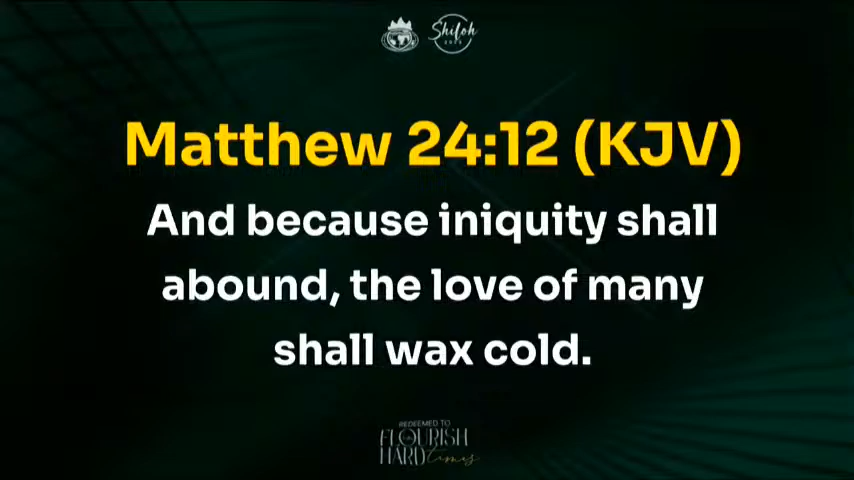 Shiloh
Matthew 24:12 (KJV)
And because iniquity shall
abound, the love of many
shall wax cold.
REDEEMED TO
FLOURISH
HARD times